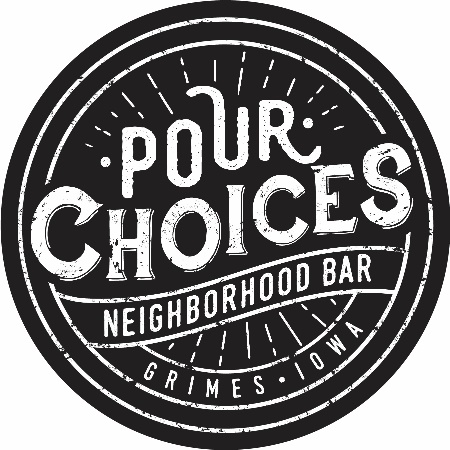 POUR
CHOICES
NEIGHBORHOOD BAR
GRIMES • IOWA